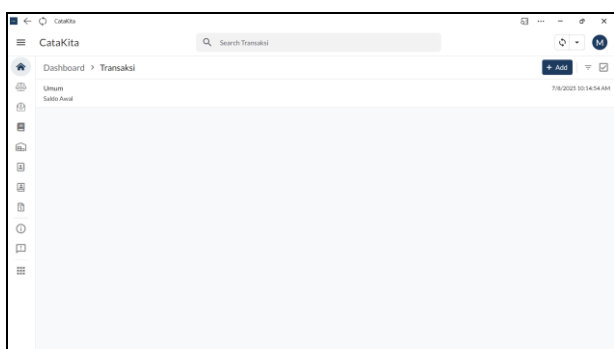 CataKita
CataKita
Search Transaksi
M
Dashboard > Transaksi
+ Add
Umum
7/8/2025 10:14:54 AM
Saldo Awal